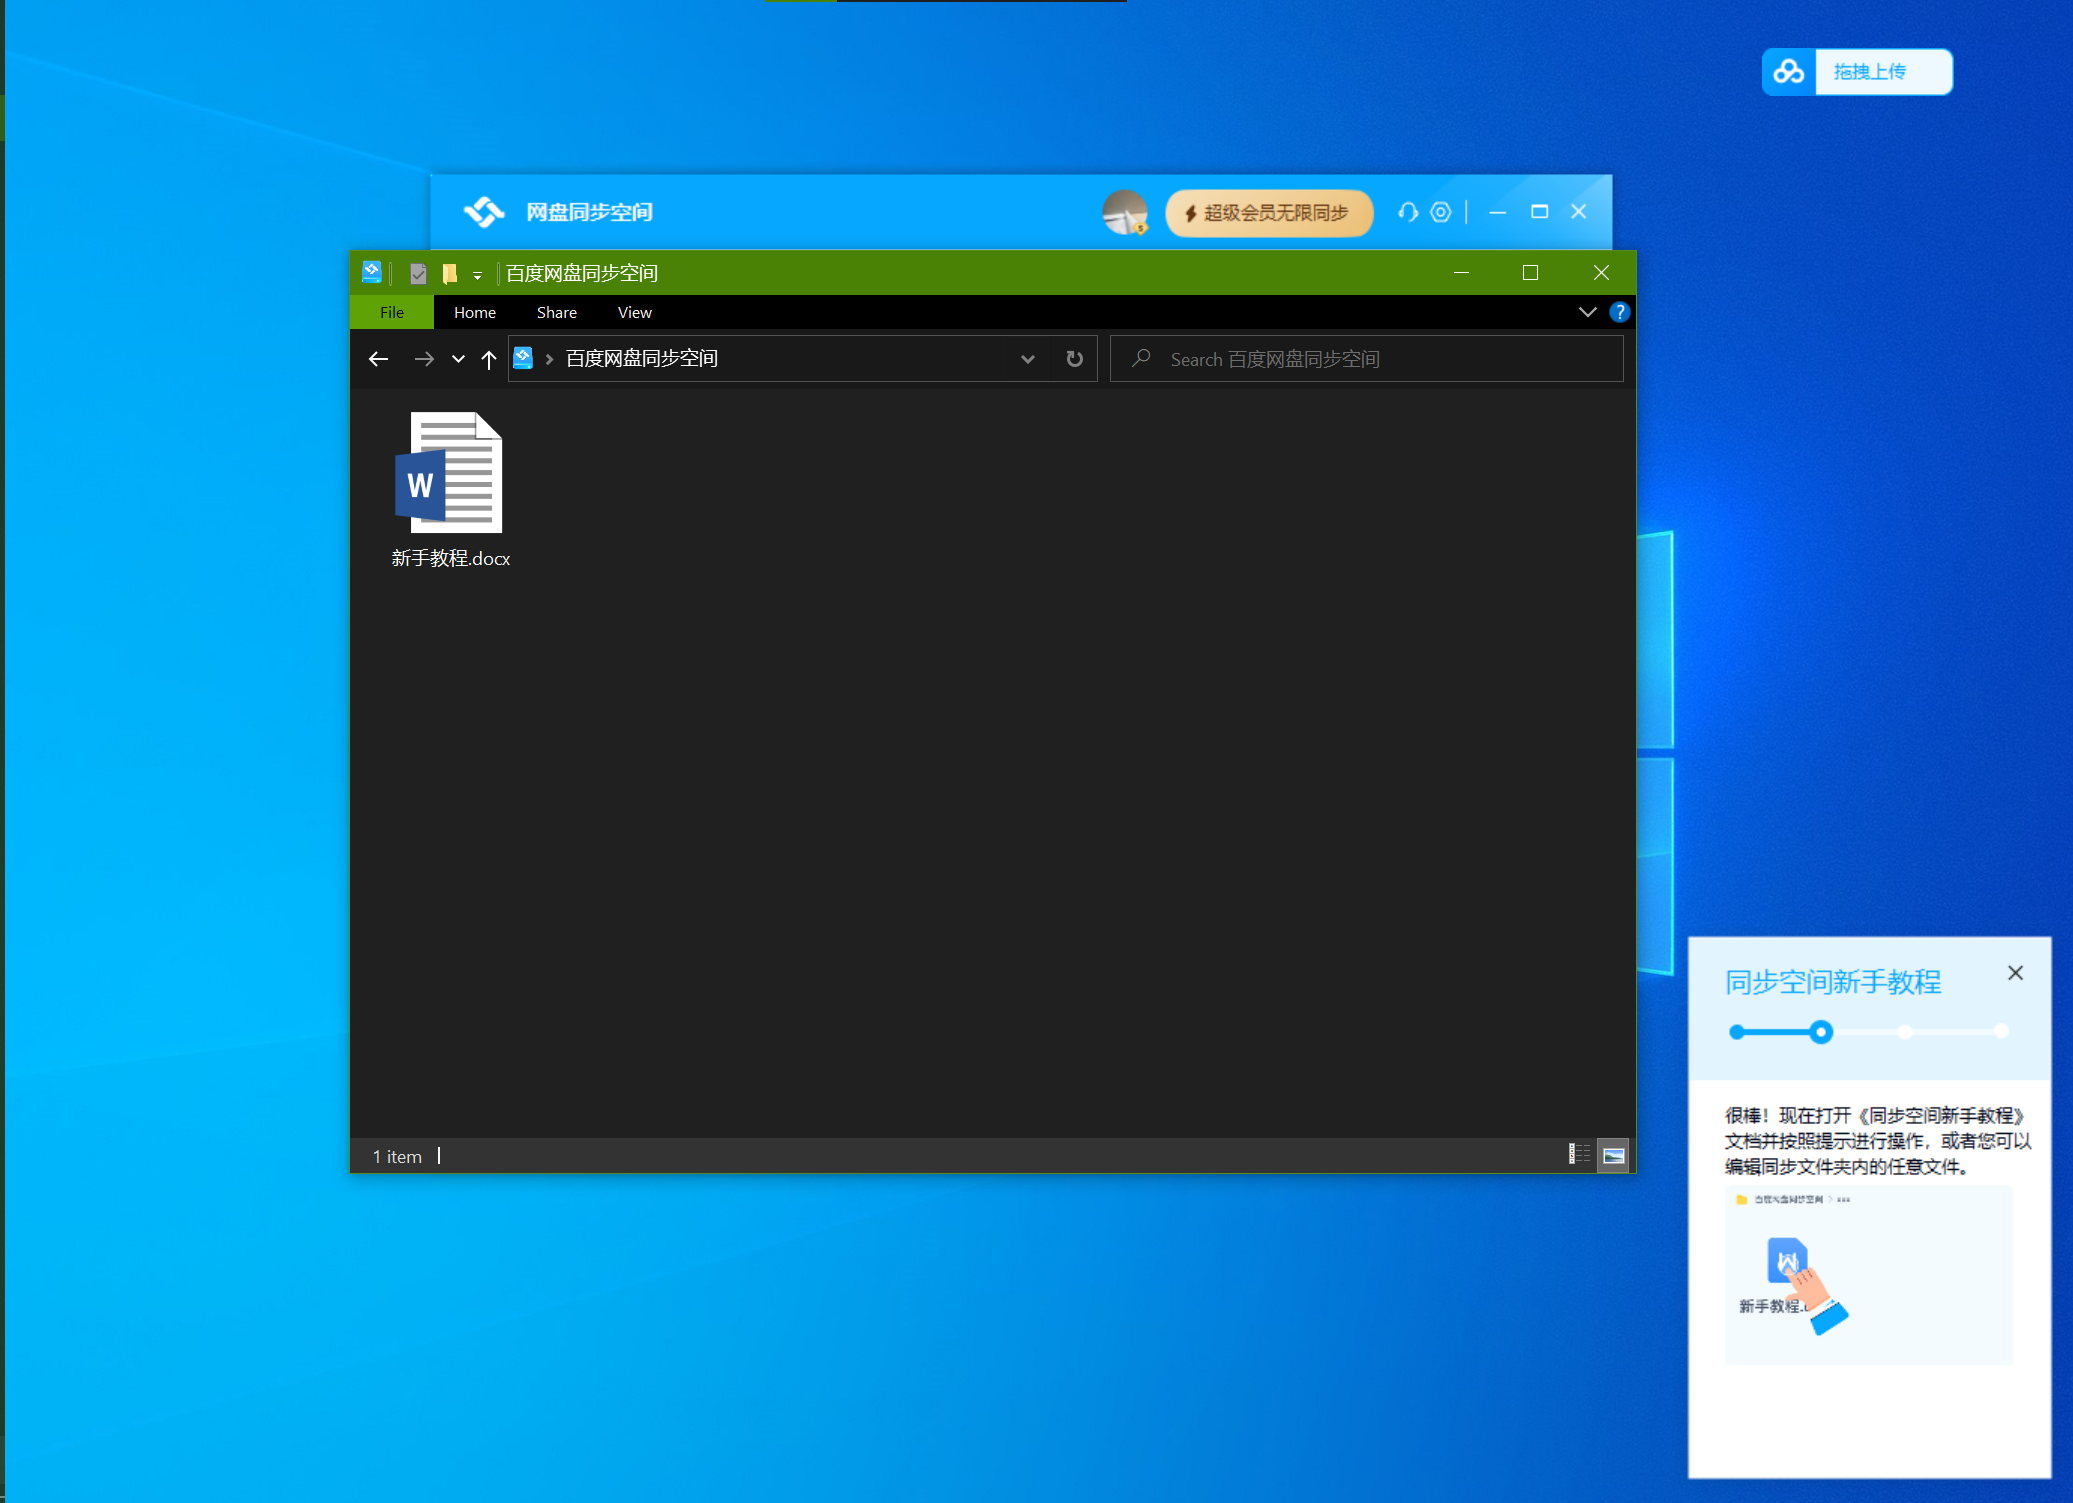 拖拽上传
网盘同步空间
超级会员无限同步
百度网盘同步空间
File
Home
Share
View
百度网盘同步空间
Search 百度网盘同步空间
W
新手教程.docx
1 item
同步空间新手教程
很棒！现在打开《同步空间新手教程》
文档并按照提示进行操作，或者您可以
编辑同步文件夹内的任意文件。
百度网盘同步空间
新手教程.